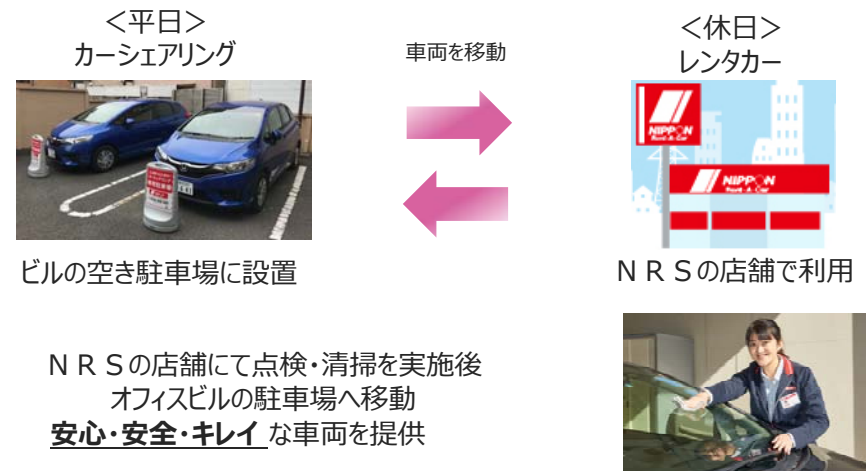 ＜平日＞
カーシェアリング
車両を移動
＜休日＞
レンタカー
NIPPON
Rent-A-Car
NIPPON
Rent-A-Car
ビルの空き駐車場に設置
ＮＲＳの店舗で利用
ＮＲＳの店舗にて点検・清掃を実施後
オフィスビルの駐車場へ移動
安心・安全・キレイ な車両を提供